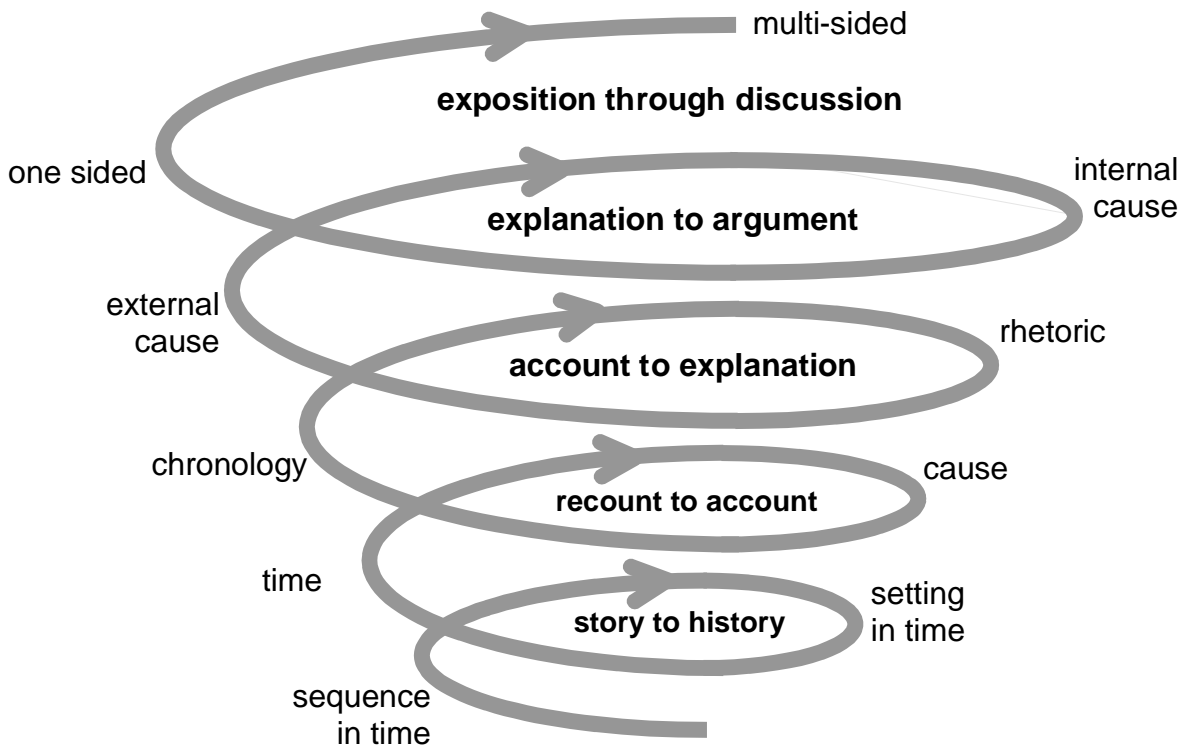 multi-sided
exposition through discussion
one sided
internal
cause
explanation to argument
external
cause
rhetoric
account to explanation
chronology
cause
recount to account
time
setting
in time
story to history
sequence
in time